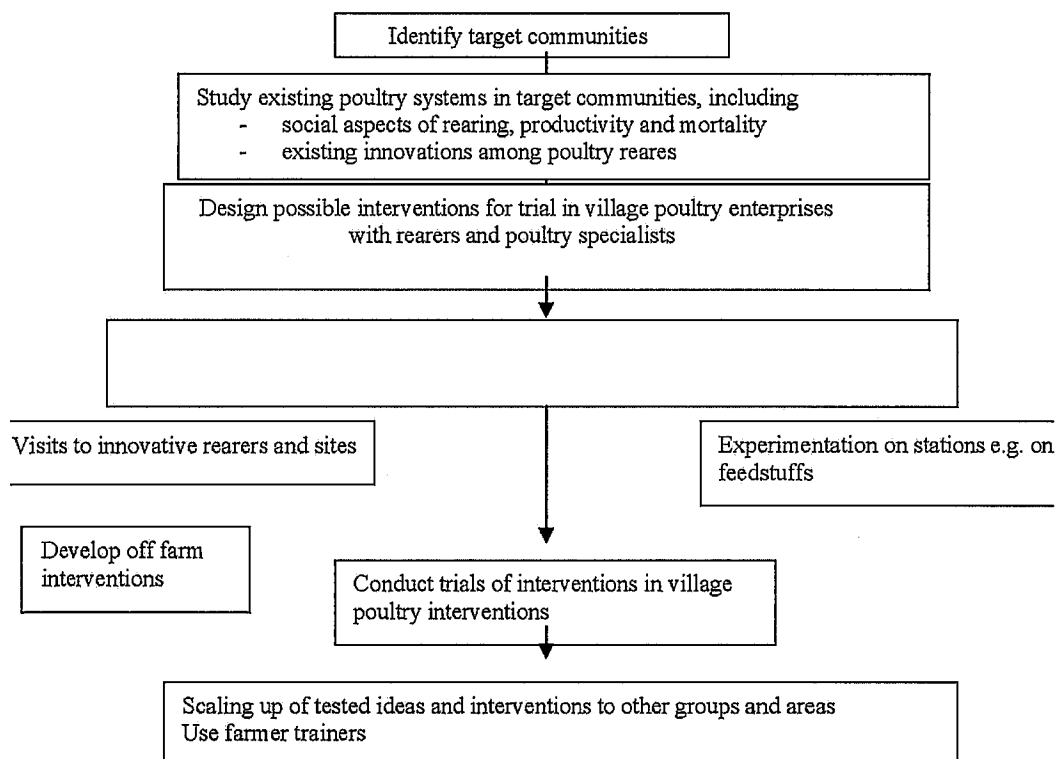 Identify target communities
Study existing poultry systems in target communities, including
- social aspects of rearing, productivity and mortality
- existing innovations among poultry reares
Design possible interventions for trial in village poultry enterprises
with rearers and poultry specialists
Visits to innovative rearers and sites
Experimentation on stations e.g. on
feedstuffs
Develop off farm
interventions
Conduct trials of interventions in village
poultry interventions
Scaling up of tested ideas and interventions to other groups and areas
Use farmer trainers